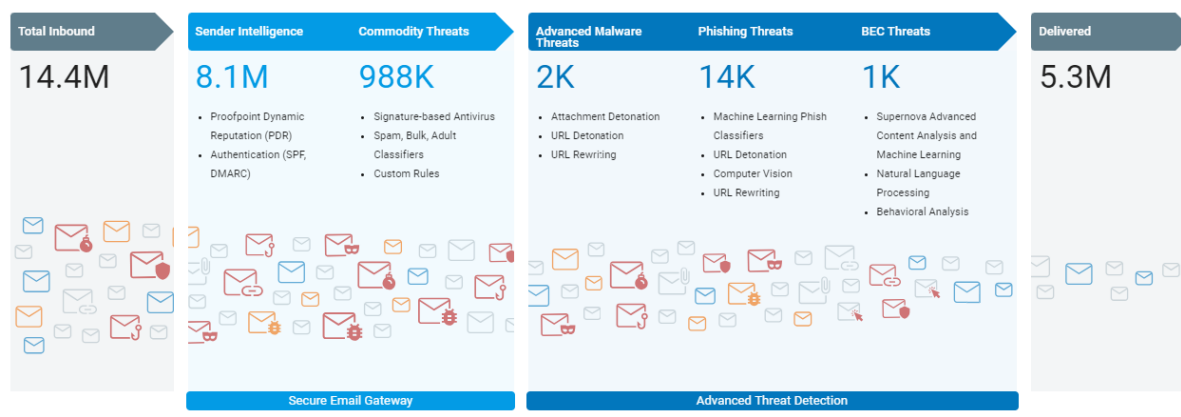 Total Inbound
14.4M
Sender Intelligence
8.1M
• Proofpoint Dynamic
Reputation (PDR)
• Authentication (SPF,
DMARC)
Commodity Threats
988K
• Signature-based Antivirus
• Spam, Bulk, Adult
Classifiers
• Custom Rules
Secure Email Gateway
Advanced Malware
Threats
2K
• Attachment Detonation
• URL Detonation
• URL Rewriting
Phishing Threats
14K
• Machine Learning Phish
Classifiers
• URL Detonation
• Computer Vision
• URL Rewriting
BEC Threats
1K
• Supernova Advanced
Content Analysis and
Machine Learning
• Natural Language
Processing
• Behavioral Analysis
Advanced Threat Detection
Delivered
5.3M